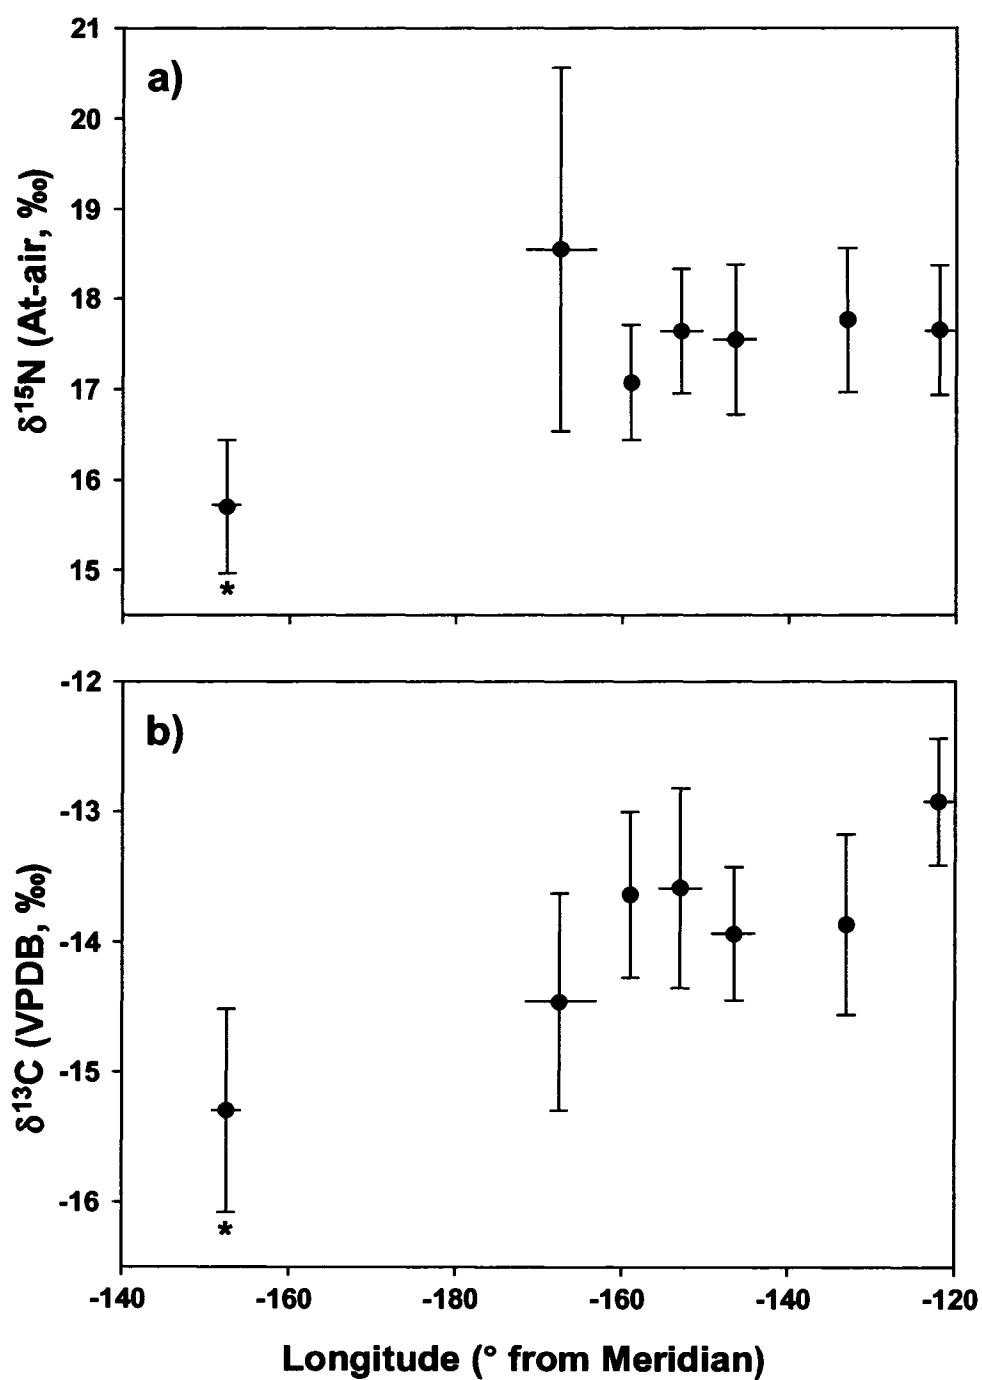 a)
21
20
19
18
17
16
15
δ15N (At-air, ‰)
*
b)
-12
-13
-14
-15
-16
δ13C (VPDB, ‰)
*
-140 -160 -180 -160 -140 -120
Longitude (° from Meridian)